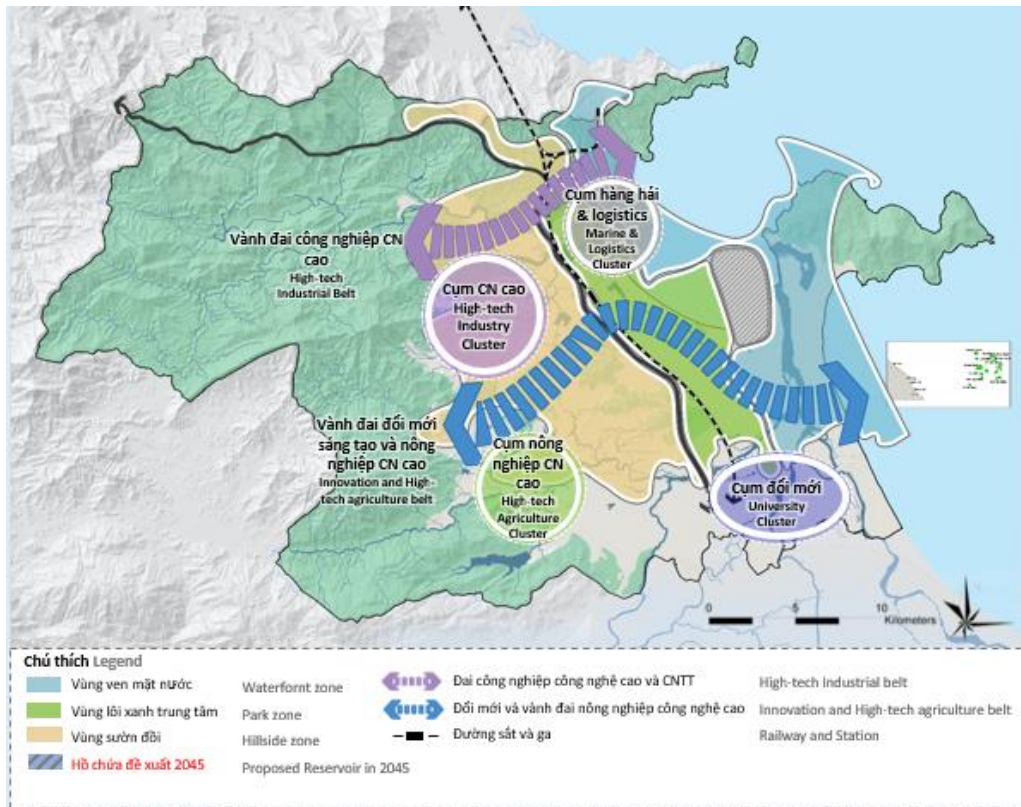 Cụm hàng hải
& logistics
Marine &
Logistics
Cluster
Vành đai công nghiệp CN
cao
High-tech
Industrial Belt
Cụm CN cao
High-tech
Industry
Cluster
Vành đai đổi mới
sáng tạo và nông
nghiệp CN cao
Innovation and High-
tech agriculture belt
Cụm nông
nghiệp CN
cao
High-tech
Agriculture
Cluster
Cụm đổi mới
University
Cluster
0 5 10
Kilometers
Chú thích Legend
Vùng ven mặt nước Waterfornt zone
Vùng lõi xanh trung tâm Park zone
Vùng sườn đồi Hillside zone
Hồ chứa đề xuất 2045 Proposed Reservoir in 2045
Đai công nghiệp công nghệ cao và CNTT High-tech Industrial belt
Đổi mới và vành đai nông nghiệp công nghệ cao Innovation and High-tech agriculture belt
Đường sắt và ga Railway and Station